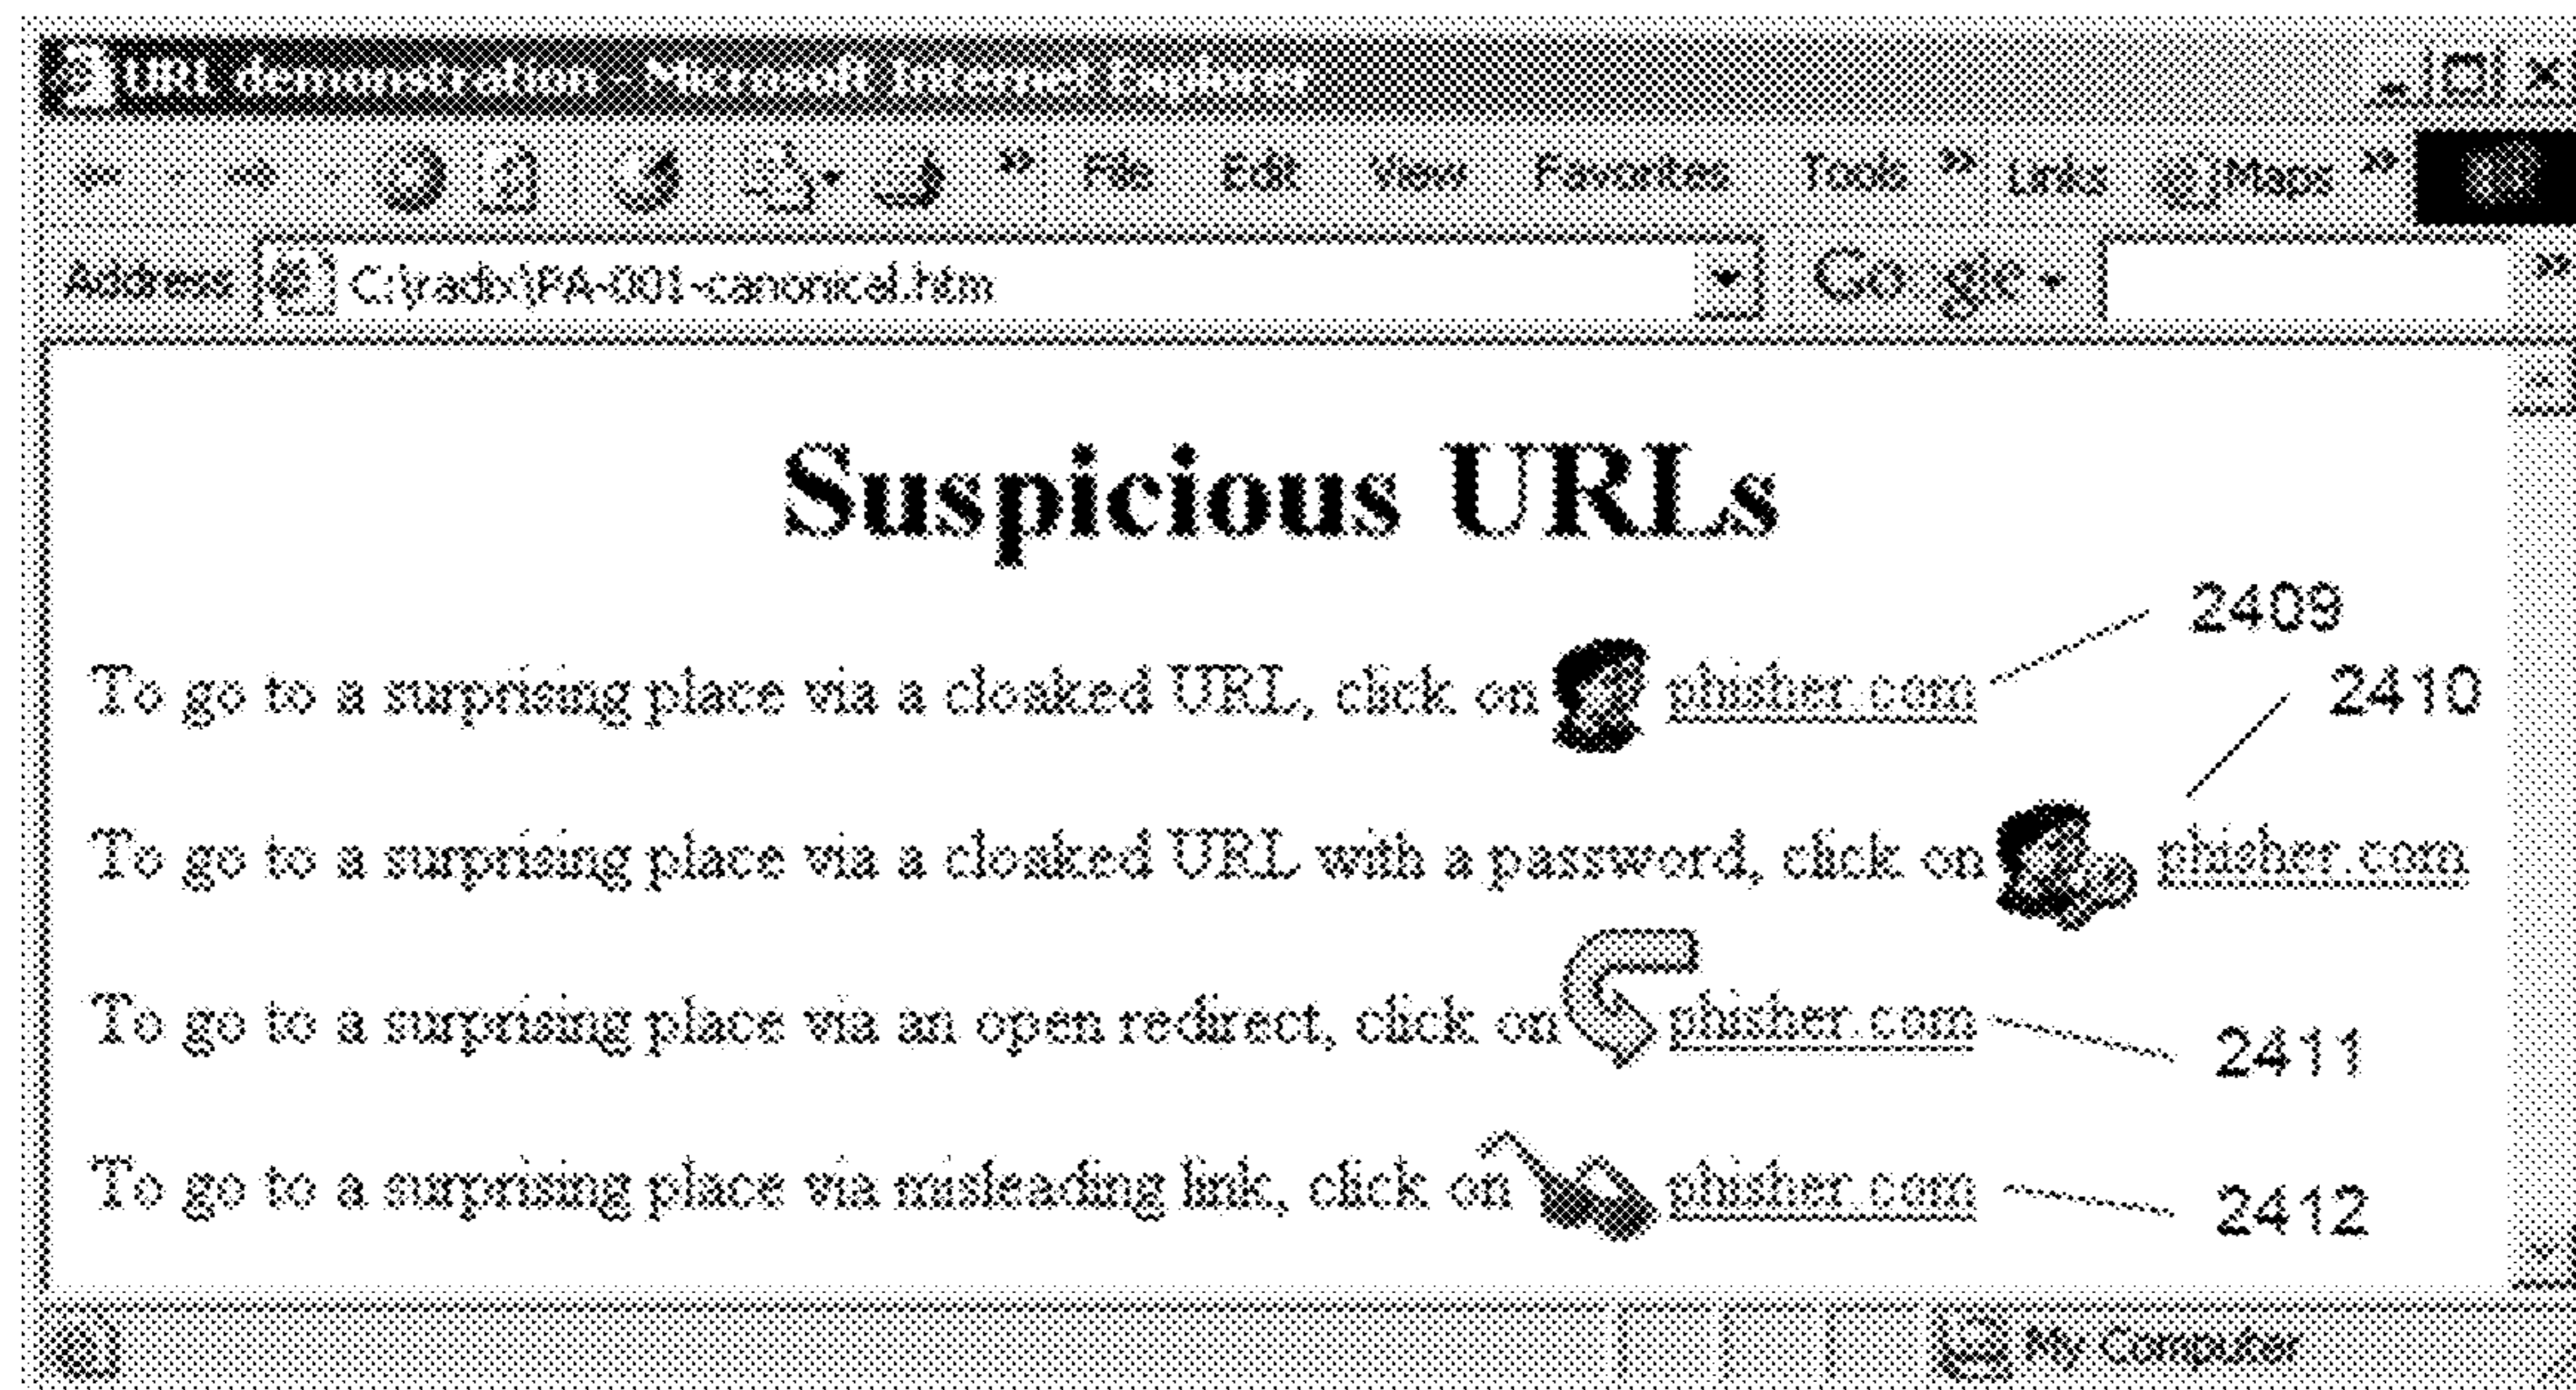 URL demonstration - Microsoft Internet Explorer
File Edit View Favorites Tools » Links Maps »
Address C:\radix\PA-001-canonical.htm Google
Suspicious URLs
2409
To go to a surprising place via a cloaked URL, click on phisher.com
2410
To go to a surprising place via a cloaked URL with a password, click on phisher.com
To go to a surprising place via an open redirect, click on phisher.com
2411
To go to a surprising place via misleading link, click on phisher.com
2412
My Computer